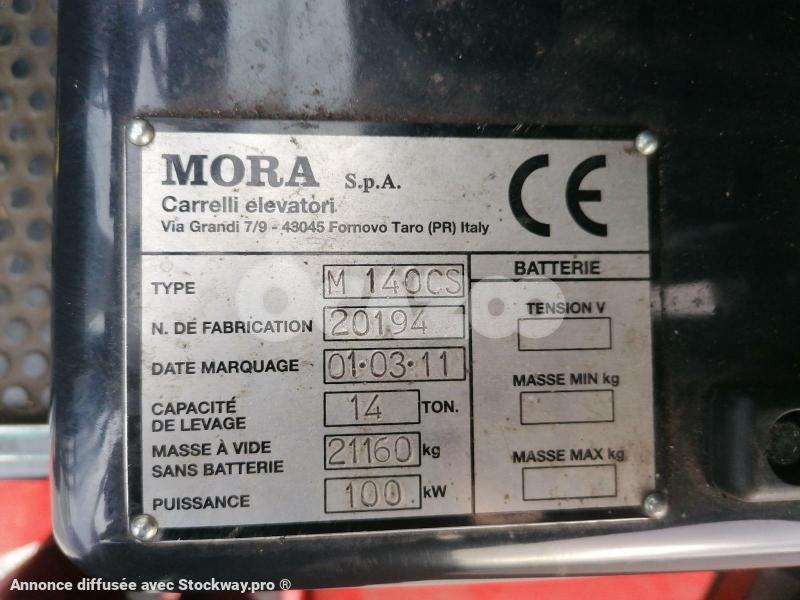 MORA S.p.A.
Carrelli elevatori
Via Grandi 7/9 - 43045 Fornovo Taro (PR) Italy
CE
TYPE M 140CS
N. DE FABRICATION 20194
DATE MARQUAGE 01·03·11
CAPACITÉ
DE LEVAGE 14 TON.
MASSE À VIDE
SANS BATTERIE 21160 kg
PUISSANCE 100 kW
BATTERIE
TENSION V
MASSE MIN kg
MASSE MAX kg
Annonce diffusée avec Stockway.pro ®